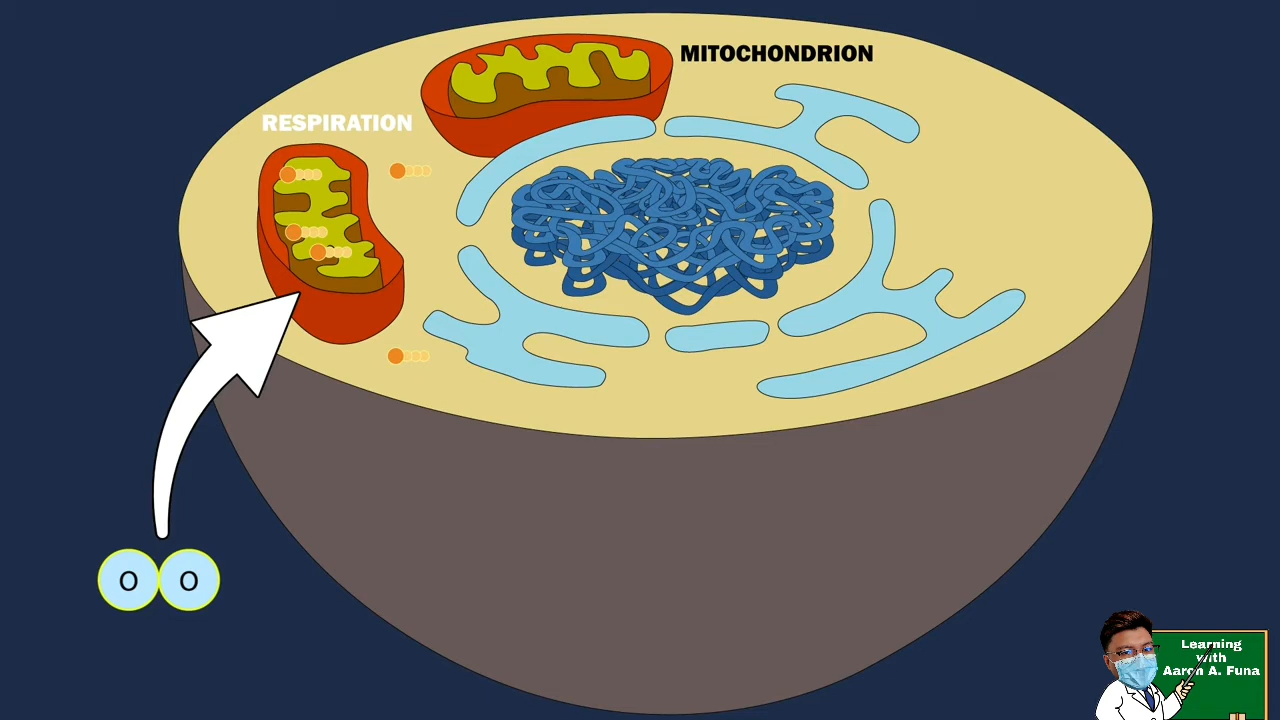 MITOCHONDRION
RESPIRATION
O O
Learning
with
Aaron A. Funa